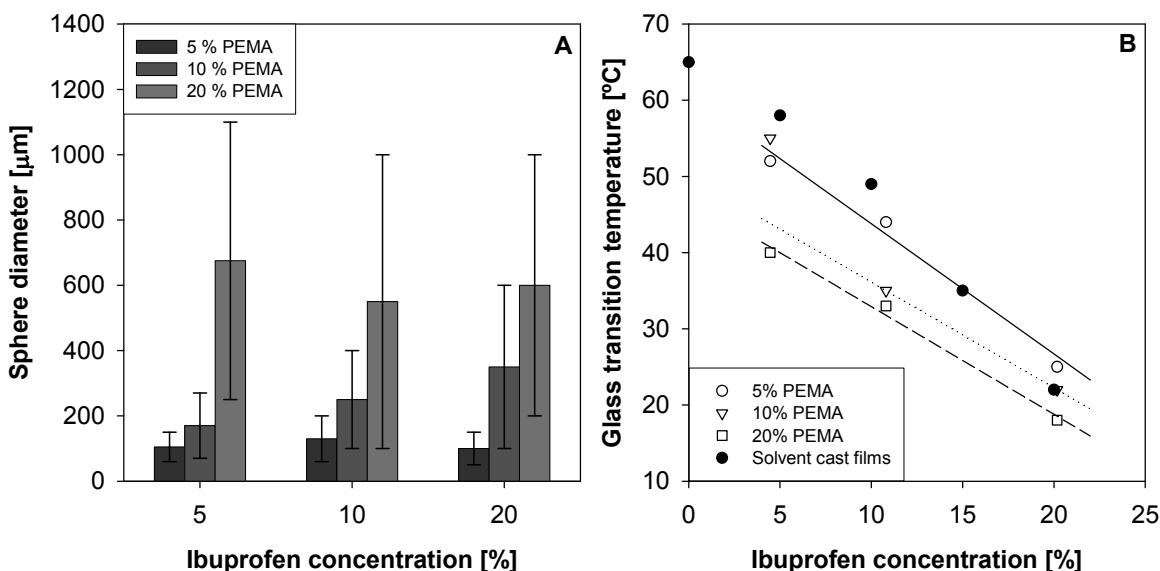 A
Sphere diameter [μm]
1400
1200
1000
800
600
400
200
0
5 % PEMA
10 % PEMA
20 % PEMA
5
10
20
Ibuprofen concentration [%]
B
Glass transition temperature [ºC]
70
60
50
40
30
20
10
5% PEMA
10% PEMA
20% PEMA
Solvent cast films
0
5
10
15
20
25
Ibuprofen concentration [%]